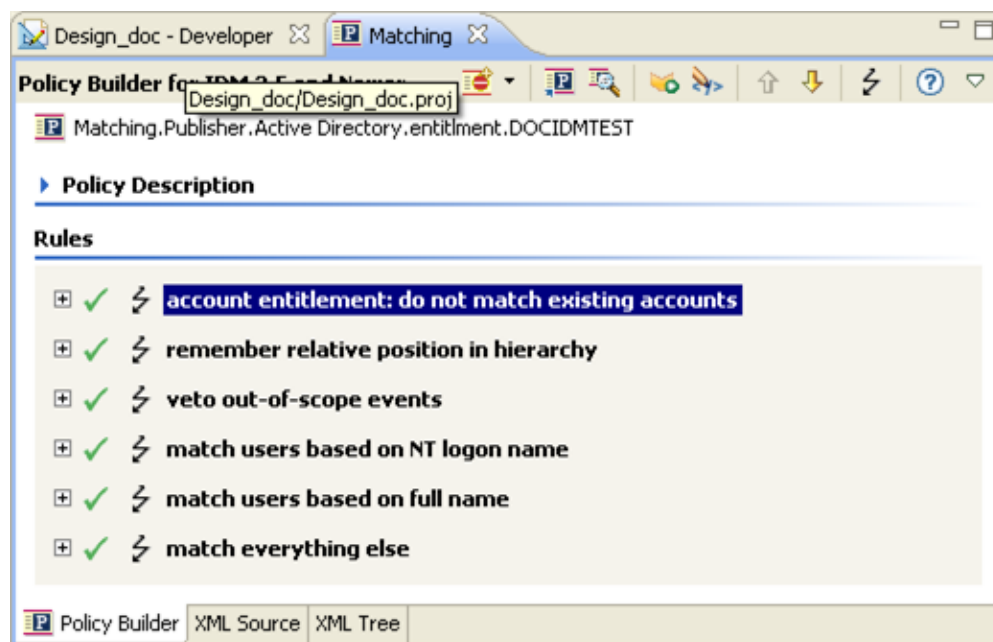 Design_doc - Developer Matching
Policy Builder fo
Design_doc/Design_doc.proj
Matching.Publisher.Active Directory.entitlment.DOCIDMTEST
Policy Description
Rules
account entitlement: do not match existing accounts
remember relative position in hierarchy
veto out-of-scope events
match users based on NT logon name
match users based on full name
match everything else
Policy Builder XML Source XML Tree